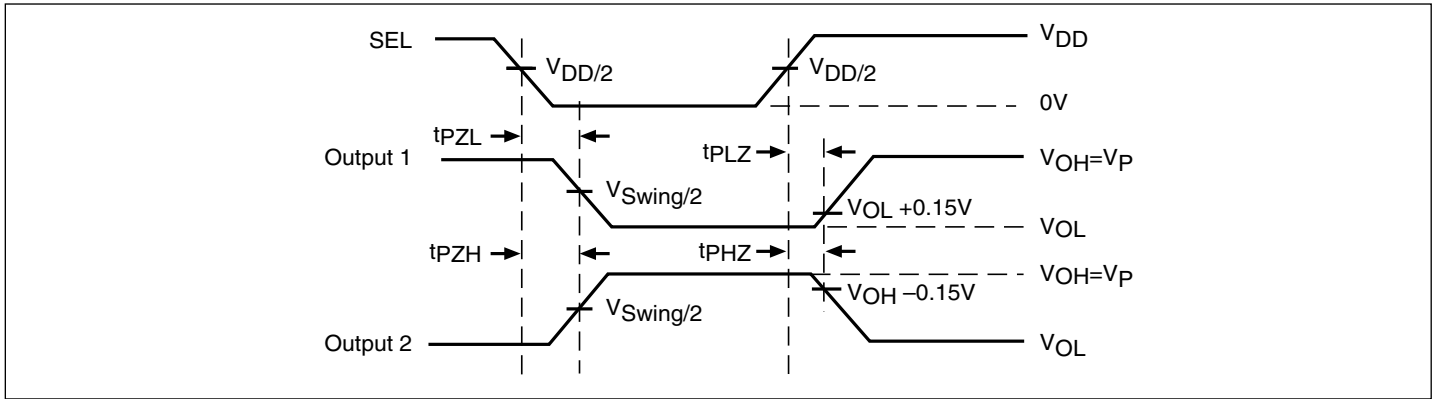 SEL
VDD/2
VDD/2
VDD
0V
tPZL
tPLZ
Output 1
VSwing/2
VOH=VP
VOL +0.15V
VOL
tPZH
tPHZ
VOH=VP
VOH –0.15V
VSwing/2
Output 2
VOL